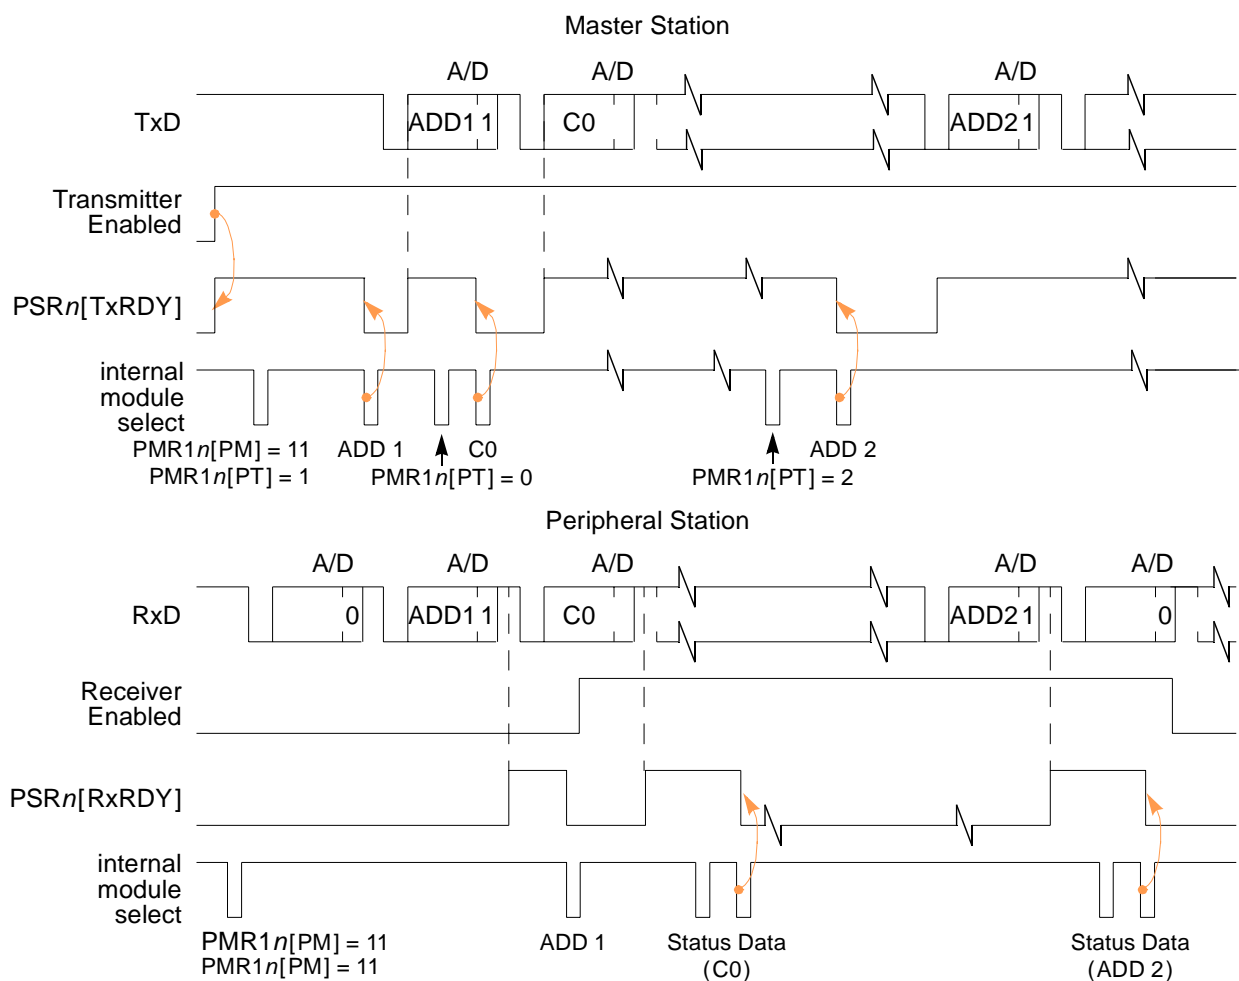 Master Station
A/D A/D A/D
TxD ADD1 1 C0 ADD2 1
Transmitter
Enabled
PSRn[TxRDY]
internal
module
select
PMR1n[PM] = 11 ADD 1 C0 ADD 2
PMR1n[PT] = 1 PMR1n[PT] = 0 PMR1n[PT] = 2
Peripheral Station
A/D A/D A/D A/D A/D
RxD 0 ADD1 1 C0 ADD2 1 0
Receiver
Enabled
PSRn[RxRDY]
internal
module
select
PMR1n[PM] = 11 ADD 1 Status Data Status Data
PMR1n[PM] = 11 (C0) (ADD 2)